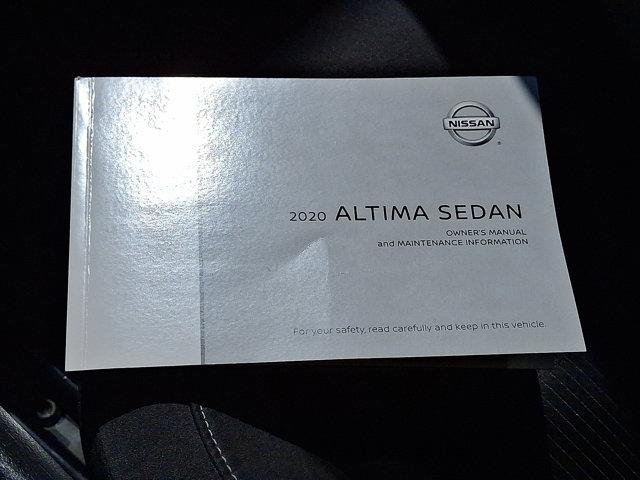 NISSAN
2020 ALTIMA SEDAN
OWNER'S MANUAL
and MAINTENANCE INFORMATION
For your safety, read carefully and keep in this vehicle.